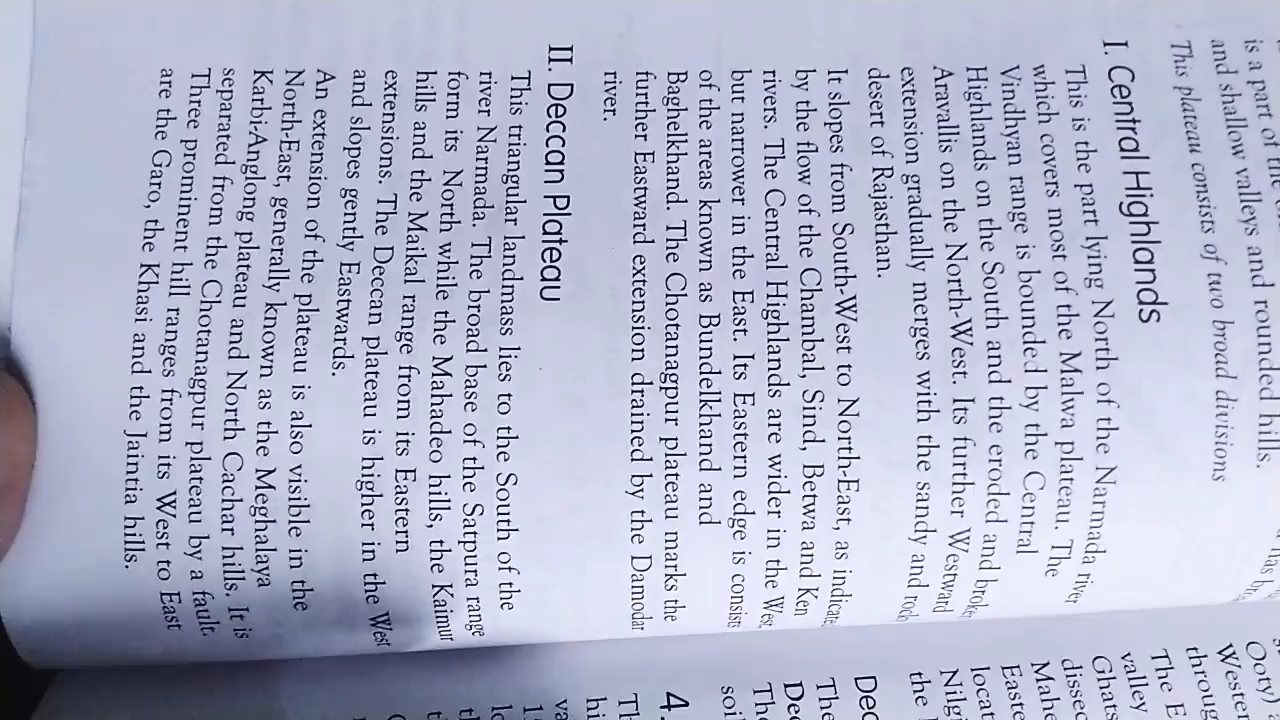 is a part of the
and shallow valleys and rounded hills.
This plateau consists of two broad divisions
I. Central Highlands
This is the part lying North of the Narmada river
which covers most of the Malwa plateau. The
Vindhyan range is bounded by the Central
Highlands on the South and the eroded and broken
Aravallis on the North-West. Its further Westward
extension gradually merges with the sandy and rock
desert of Rajasthan.
It slopes from South-West to North-East, as indicate
by the flow of the Chambal, Sind, Betwa and Ken
rivers. The Central Highlands are wider in the West,
but narrower in the East. Its Eastern edge is consists
of the areas known as Bundelkhand and
Baghelkhand. The Chotanagpur plateau marks the
further Eastward extension drained by the Damodar
river.
II. Deccan Plateau
This triangular landmass lies to the South of the
river Narmada. The broad base of the Satpura range
form its North while the Mahadeo hills, the Kaimur
hills and the Maikal range from its Eastern
extensions. The Deccan plateau is higher in the West
and slopes gently Eastwards.
An extension of the plateau is also visible in the
North-East, generally known as the Meghalaya
Karbi-Anglong plateau and North Cachar hills. It is
separated from the Chotanagpur plateau by a fault.
Three prominent hill ranges from its West to East
are the Garo, the Khasi and the Jaintia hills.
Ooty)
Weste
throug
The E
valley
Ghats
dissec
Mahe
Easte
locat
Nilgi
the
Dec
The
Dec
The
soi
4.